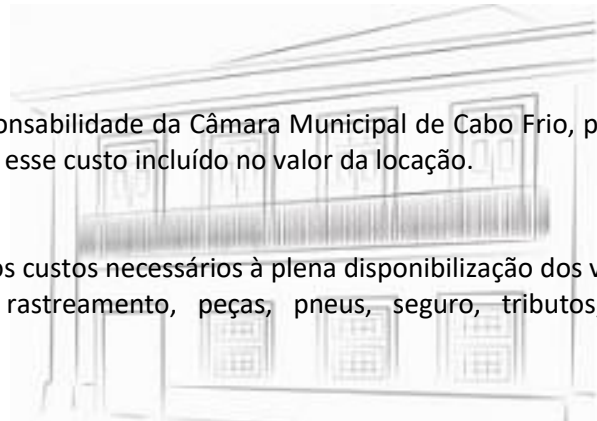 onsabilidade da Câmara Municipal de Cabo Frio, p
esse custo incluído no valor da locação.
os custos necessários à plena disponibilização dos v
rastreamento, peças, pneus, seguro, tributos,